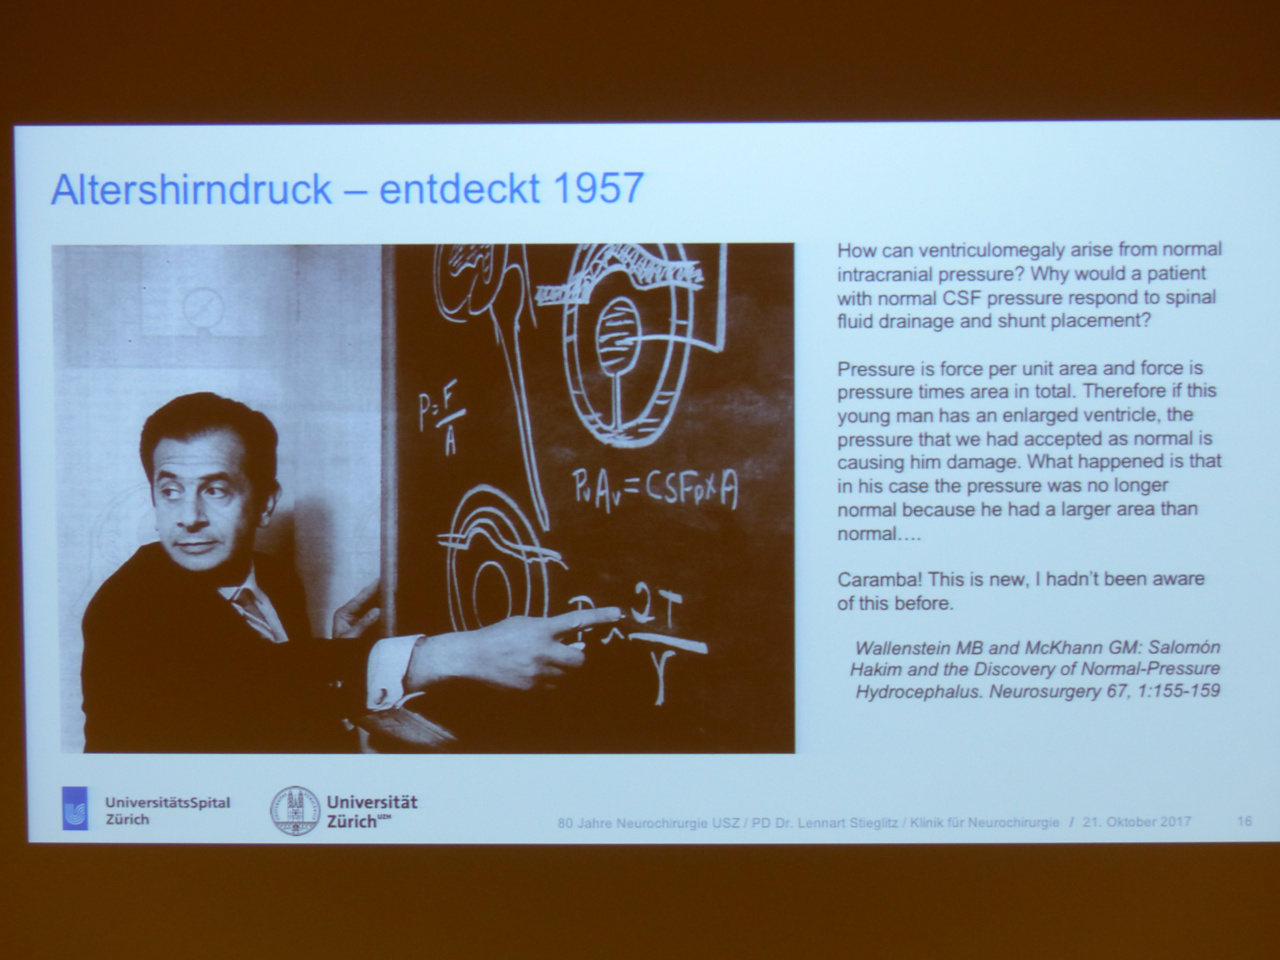 Altershirndruck – entdeckt 1957
P=F/A
PvAv=CSFpxA
2T
r
How can ventriculomegaly arise from normal
intracranial pressure? Why would a patient
with normal CSF pressure respond to spinal
fluid drainage and shunt placement?
Pressure is force per unit area and force is
pressure times area in total. Therefore if this
young man has an enlarged ventricle, the
pressure that we had accepted as normal is
causing him damage. What happened is that
in his case the pressure was no longer
normal because he had a larger area than
normal....
Caramba! This is new, I hadn't been aware
of this before.
Wallenstein MB and McKhann GM: Salomón
Hakim and the Discovery of Normal-Pressure
Hydrocephalus. Neurosurgery 67, 1:155-159
UniversitätsSpital
Zürich
Universität
Zürich UZH
80 Jahre Neurochirurgie USZ / PD Dr. Lennart Stieglitz / Klinik für Neurochirurgie / 21. Oktober 2017 16